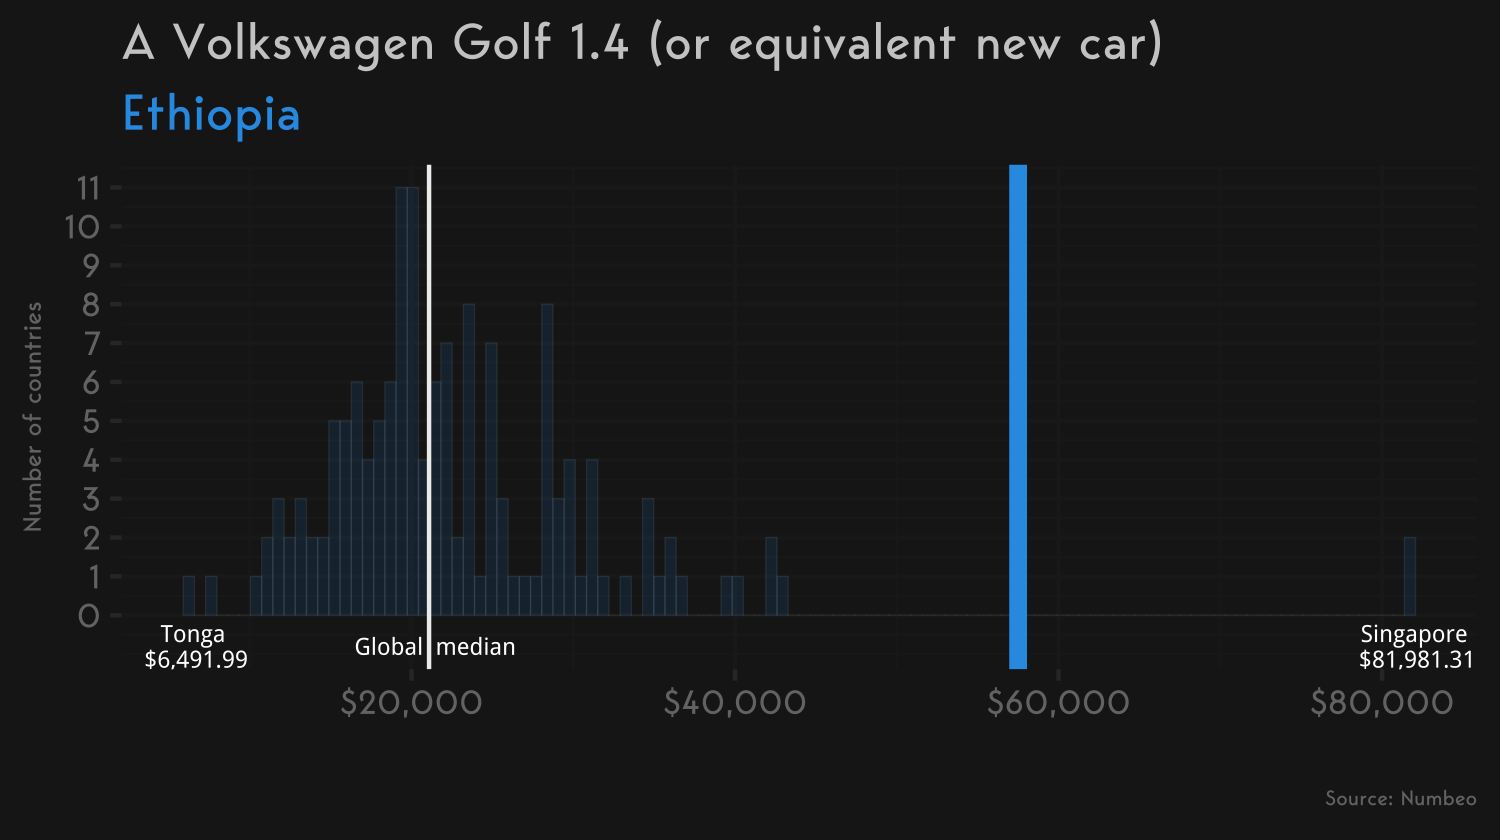 A Volkswagen Golf 1.4 (or equivalent new car)
Ethiopia
Number of countries
11
10
9
8
7
6
5
4
3
2
1
0
Tonga
$6,491.99
Global median
Singapore
$81,981.31
$20,000
$40,000
$60,000
$80,000
Source: Numbeo